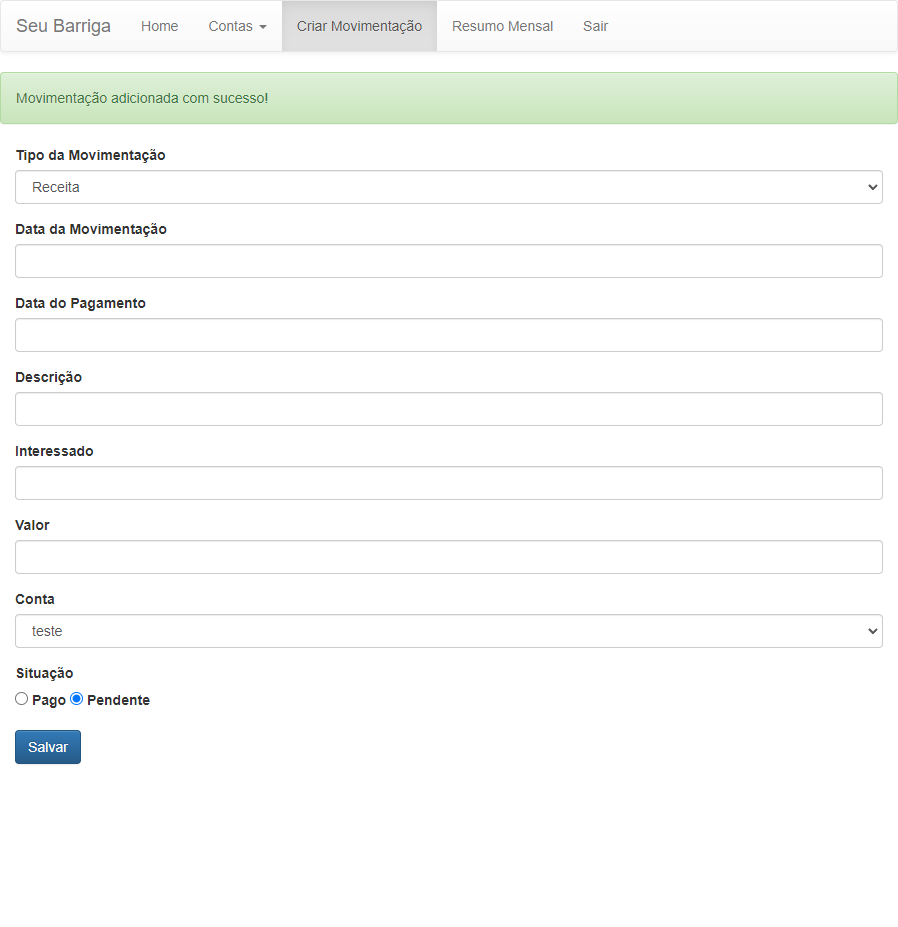 Seu Barriga Home Contas Criar Movimentação Resumo Mensal Sair
Movimentação adicionada com sucesso!
Tipo da Movimentação
Receita
Data da Movimentação
Data do Pagamento
Descrição
Interessado
Valor
Conta
teste
Situação
Pago Pendente
Salvar